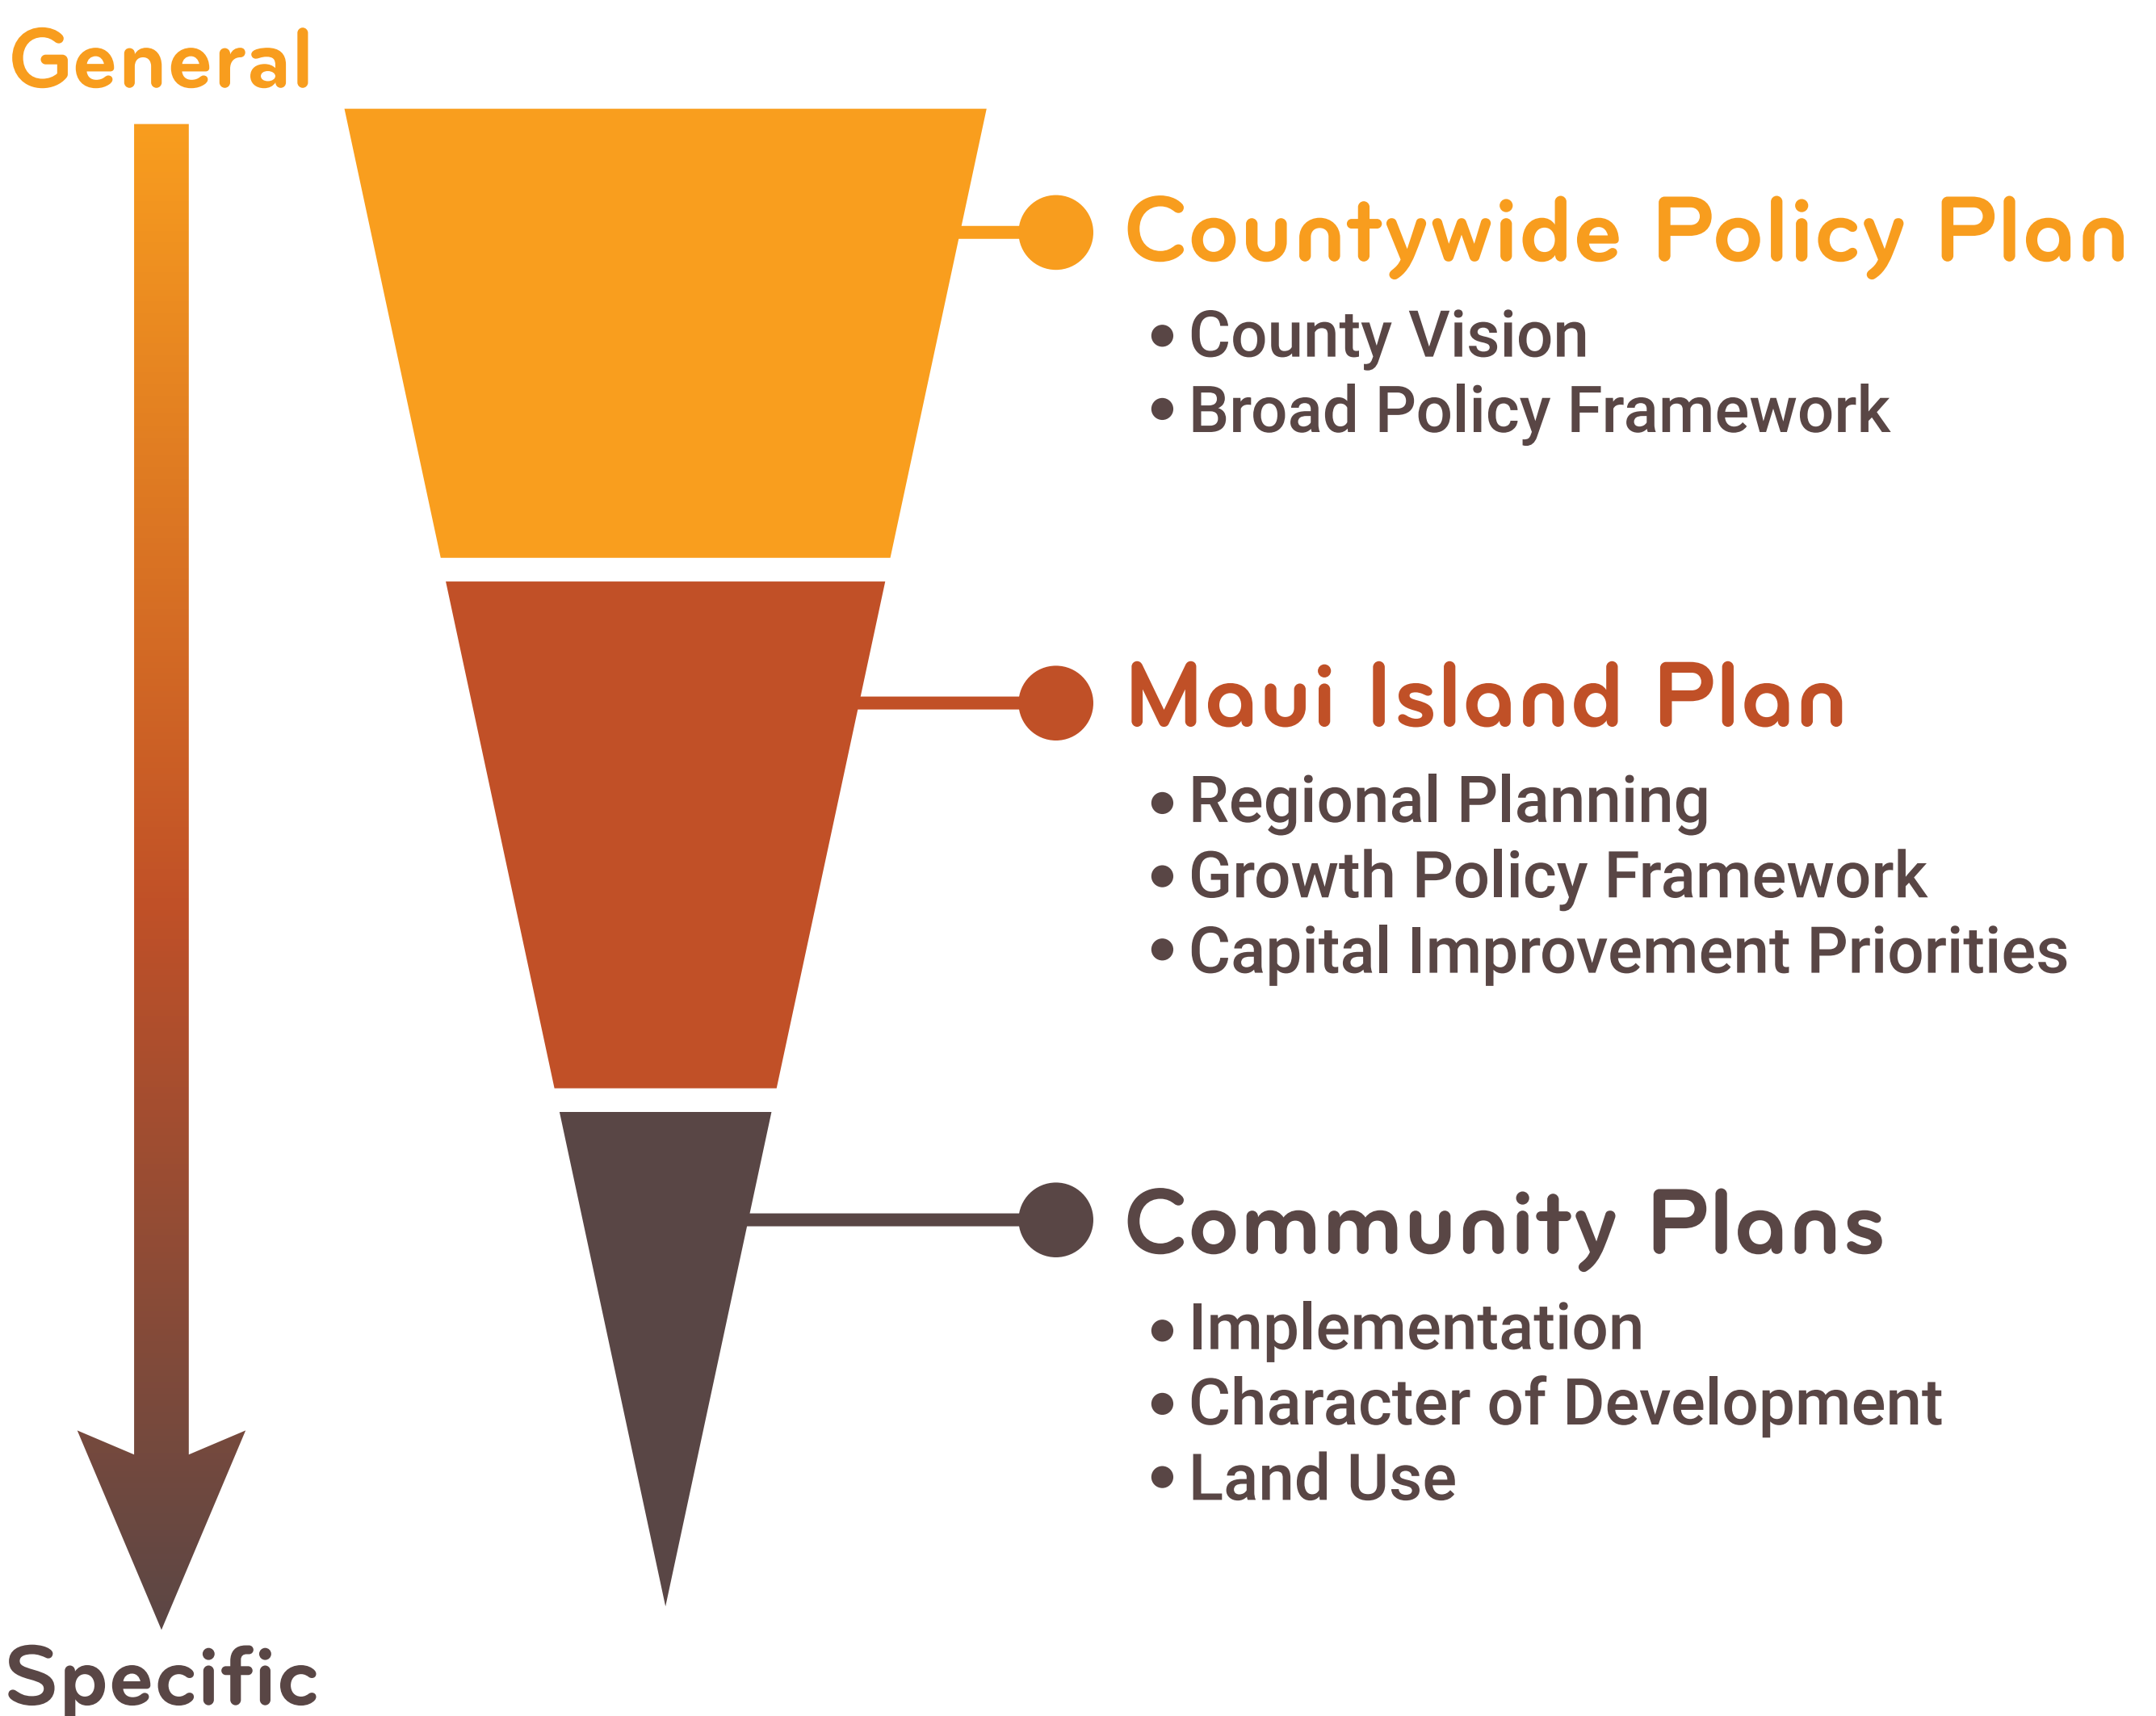 General
Countywide Policy Plan
• County Vision
• Broad Policy Framework
Maui Island Plan
• Regional Planning
• Growth Policy Framework
• Capital Improvement Priorities
Community Plans
• Implementation
• Character of Development
• Land Use
Specific